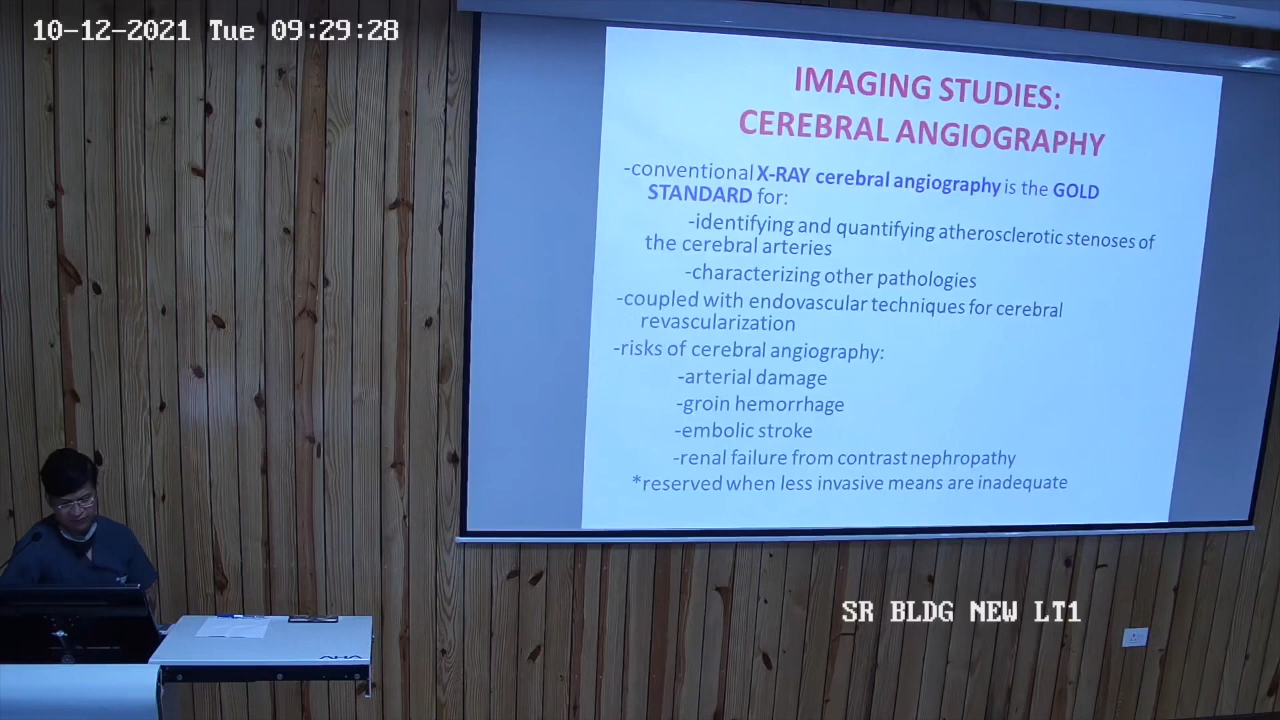 10-12-2021 Tue 09:29:28
IMAGING STUDIES:
CEREBRAL ANGIOGRAPHY
-conventional X-RAY cerebral angiography is the GOLD
STANDARD for:
-identifying and quantifying atherosclerotic stenoses of
the cerebral arteries
-characterizing other pathologies
-coupled with endovascular techniques for cerebral
revascularization
-risks of cerebral angiography:
-arterial damage
-groin hemorrhage
-embolic stroke
-renal failure from contrast nephropathy
*reserved when less invasive means are inadequate
SR BLDG NEW LT1
AHA